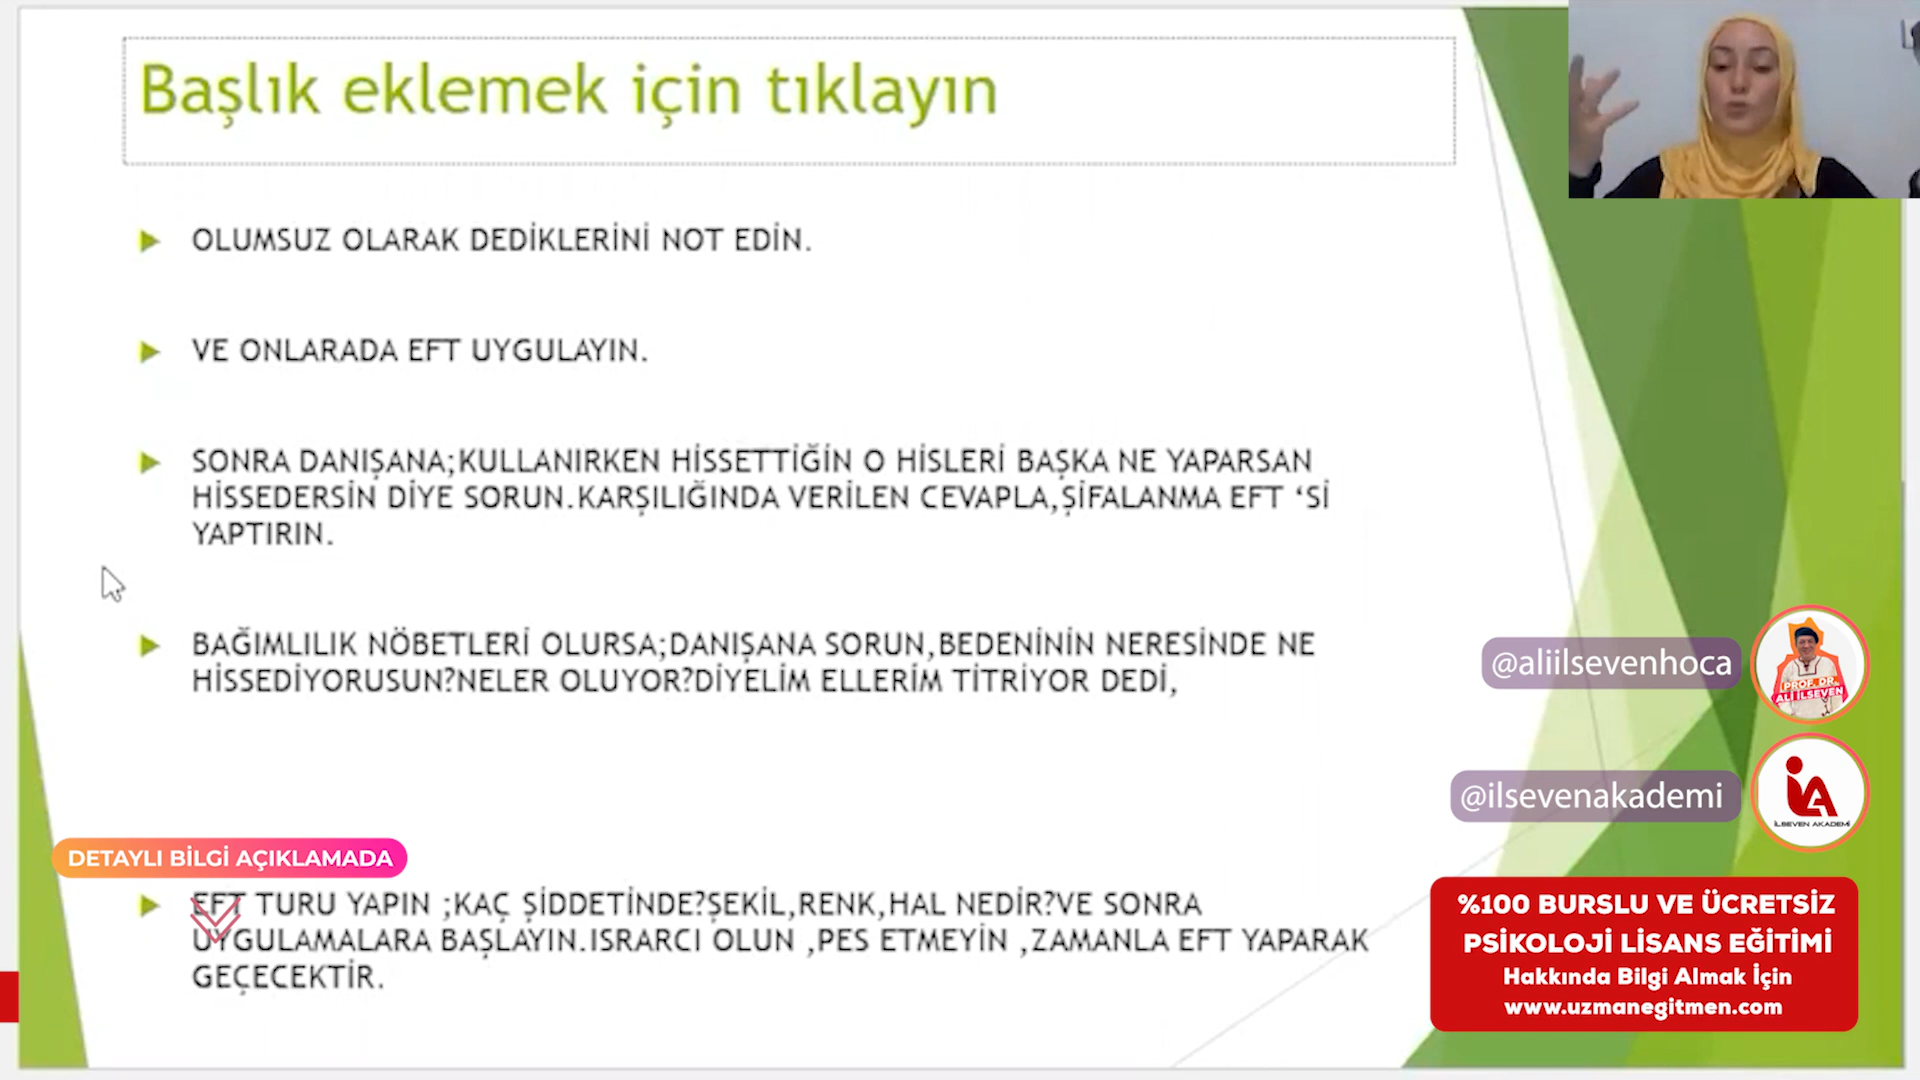 Başlık eklemek için tıklayın
OLUMSUZ OLARAK DEDİKLERİNİ NOT EDİN.
VE ONLARADA EFT UYGULAYIN.
SONRA DANIŞANA;KULLANIRKEN HİSSETTİĞİN O HİSLERİ BAŞKA NE YAPARSAN
HİSSEDERSİN DİYE SORUN.KARŞILIĞINDA VERİLEN CEVAPLA,ŞİFALANMA EFT ‘Sİ
YAPTIRIN.
BAĞIMLILIK NÖBETLERİ OLURSA;DANIŞANA SORUN,BEDENİNİN NERESİNDE NE
HİSSEDİYORUSUN?NELER OLUYOR?DİYELİM ELLERİM TİTRİYOR DEDİ,
@aliilsevenhoca
PROF. DR.
ALİ İLSEVEN
@ilsevenakademi
İLSEVEN AKADEMİ
DETAYLI BİLGİ AÇIKLAMADA
EFT TURU YAPIN ;KAÇ ŞİDDETİNDE?ŞEKİL,RENK,HAL NEDİR?VE SONRA
UYGULAMALARA BAŞLAYIN.ISRARCI OLUN ,PES ETMEYİN ,ZAMANLA EFT YAPARAK
GEÇECEKTİR.
%100 BURSLU VE ÜCRETSİZ
PSİKOLOJİ LİSANS EĞİTİMİ
Hakkında Bilgi Almak İçin
www.uzmanegitmen.com